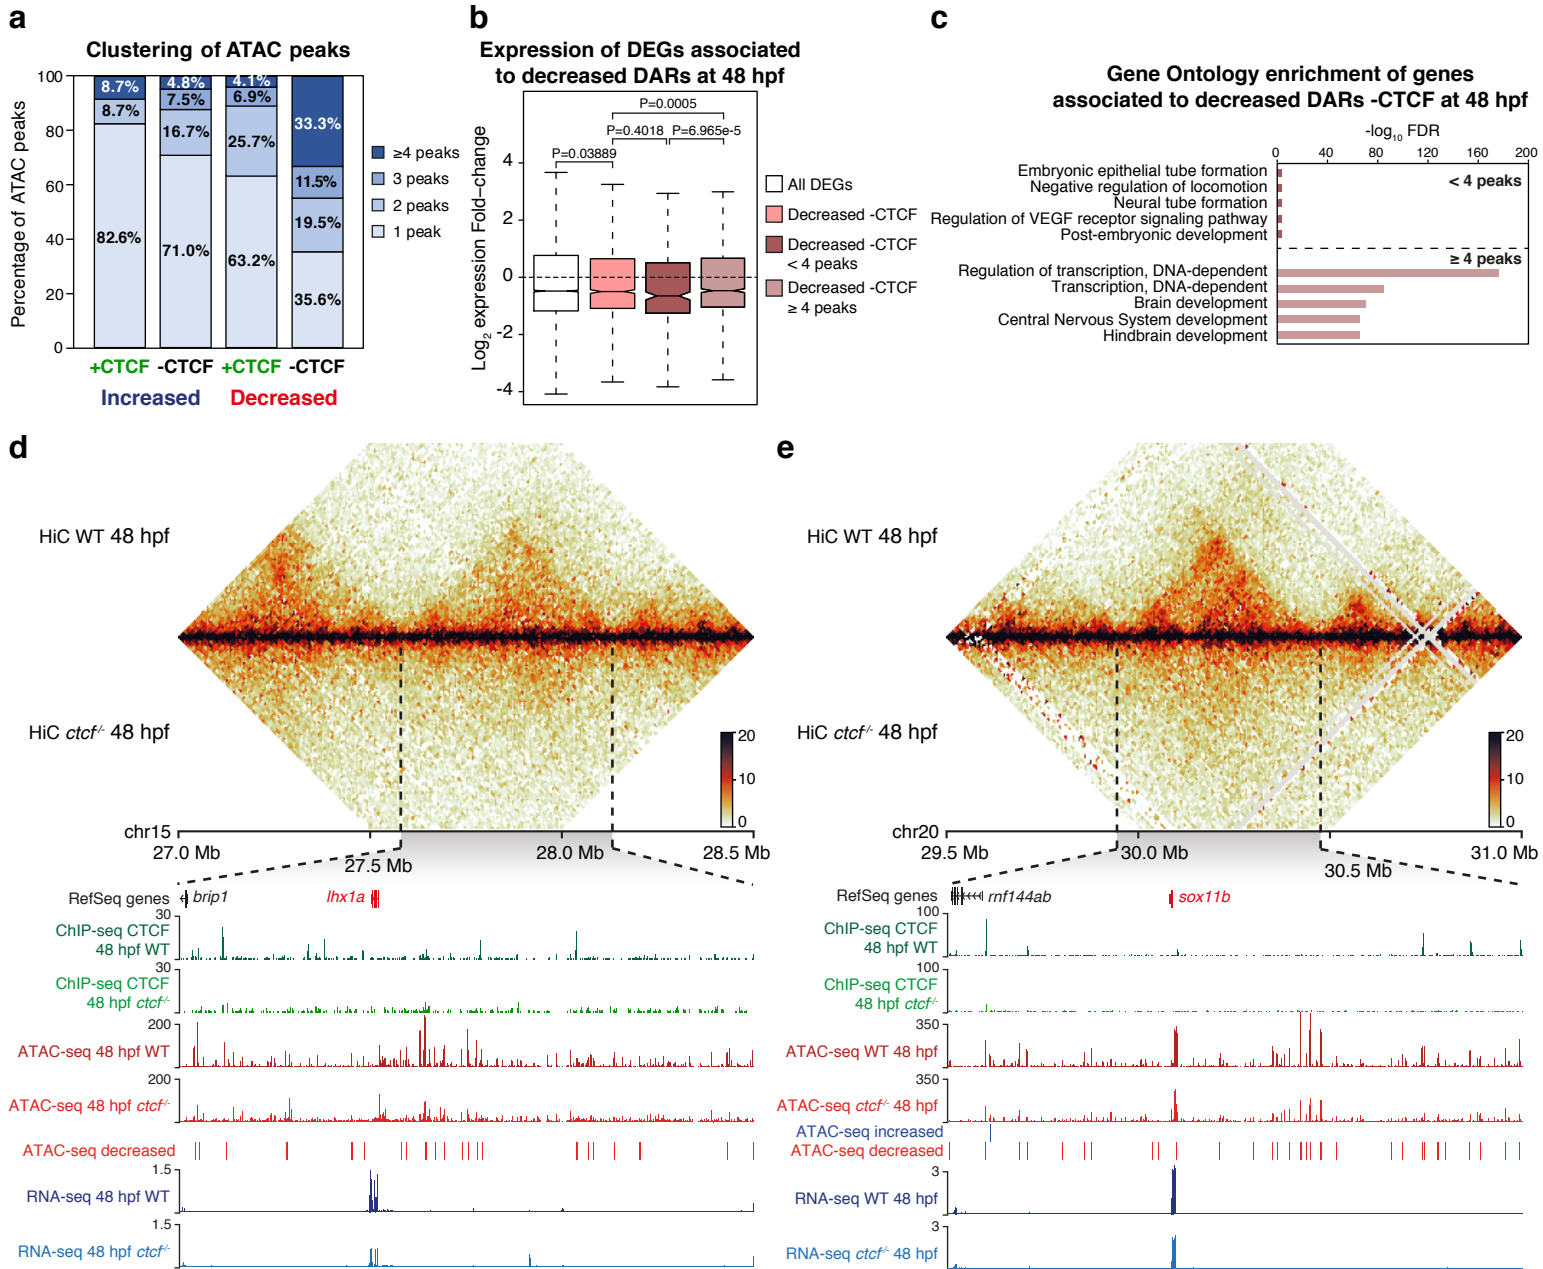 a
Clustering of ATAC peaks
Percentage of ATAC peaks
100
80
60
40
20
0
8.7%
8.7%
82.6%
4.8%
7.5%
16.7%
71.0%
4.1%
6.9%
25.7%
63.2%
33.3%
11.5%
19.5%
35.6%
≥4 peaks
3 peaks
2 peaks
1 peak
+CTCF -CTCF +CTCF -CTCF
Increased Decreased
b
Expression of DEGs associated
to decreased DARs at 48 hpf
Log2 expression Fold–change
4
2
0
-2
-4
P=0.0005
P=0.4018 P=6.965e-5
P=0.03889
All DEGs
Decreased -CTCF
Decreased -CTCF
< 4 peaks
Decreased -CTCF
≥ 4 peaks
c
Gene Ontology enrichment of genes
associated to decreased DARs -CTCF at 48 hpf
-log10 FDR
0 40 80 120 160 200
Embryonic epithelial tube formation
Negative regulation of locomotion
Neural tube formation
Regulation of VEGF receptor signaling pathway
Post-embryonic development
< 4 peaks
≥ 4 peaks
Regulation of transcription, DNA-dependent
Transcription, DNA-dependent
Brain development
Central Nervous System development
Hindbrain development
d
HiC WT 48 hpf
HiC ctcf-/- 48 hpf
20
10
0
chr15
27.0 Mb
27.5 Mb
28.0 Mb
28.5 Mb
RefSeq genes
brip1
lhx1a
30
ChIP-seq CTCF
48 hpf WT
30
ChIP-seq CTCF
48 hpf ctcf-/-
200
ATAC-seq 48 hpf WT
200
ATAC-seq 48 hpf ctcf-/-
ATAC-seq decreased
1.5
RNA-seq 48 hpf WT
1.5
RNA-seq 48 hpf ctcf-/-
e
HiC WT 48 hpf
HiC ctcf-/- 48 hpf
20
10
0
chr20
29.5 Mb
30.0 Mb
30.5 Mb
31.0 Mb
RefSeq genes
rnf144ab
sox11b
100
ChIP-seq CTCF
48 hpf WT
100
ChIP-seq CTCF
48 hpf ctcf-/-
350
ATAC-seq WT 48 hpf
350
ATAC-seq ctcf-/- 48 hpf
ATAC-seq increased
ATAC-seq decreased
3
RNA-seq WT 48 hpf
3
RNA-seq ctcf-/- 48 hpf